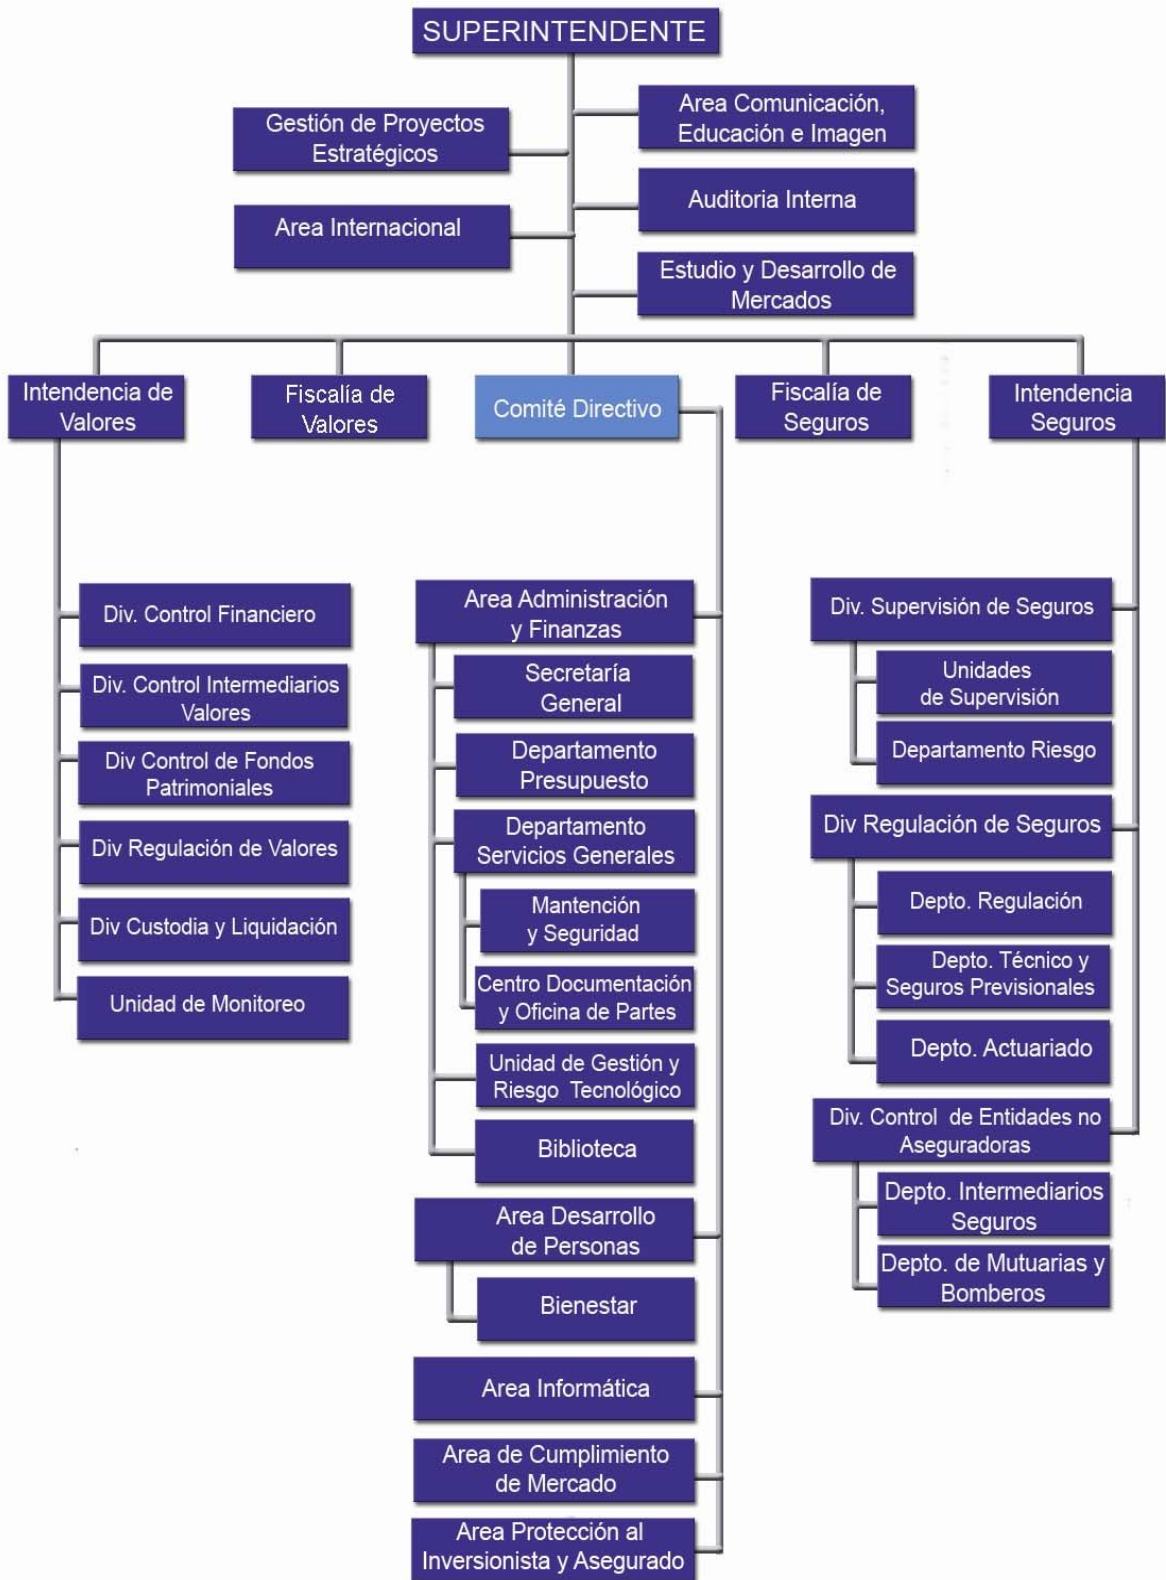 SUPERINTENDENTE
Gestión de Proyectos
Estratégicos
Area Comunicación,
Educación e Imagen
Area Internacional
Auditoria Interna
Estudio y Desarrollo de
Mercados
Intendencia de
Valores
Fiscalía de
Valores
Comité Directivo
Fiscalía de
Seguros
Intendencia
Seguros
Div. Control Financiero
Div. Control Intermediarios
Valores
Div Control de Fondos
Patrimoniales
Div Regulación de Valores
Div Custodia y Liquidación
Unidad de Monitoreo
Area Administración
y Finanzas
Secretaría
General
Departamento
Presupuesto
Departamento
Servicios Generales
Mantención
y Seguridad
Centro Documentación
y Oficina de Partes
Unidad de Gestión y
Riesgo Tecnológico
Biblioteca
Area Desarrollo
de Personas
Bienestar
Area Informática
Area de Cumplimiento
de Mercado
Area Protección al
Inversionista y Asegurado
Div. Supervisión de Seguros
Unidades
de Supervisión
Departamento Riesgo
Div Regulación de Seguros
Depto. Regulación
Depto. Técnico y
Seguros Previsionales
Depto. Actuariado
Div. Control de Entidades no
Aseguradoras
Depto. Intermediarios
Seguros
Depto. de Mutuarias y
Bomberos